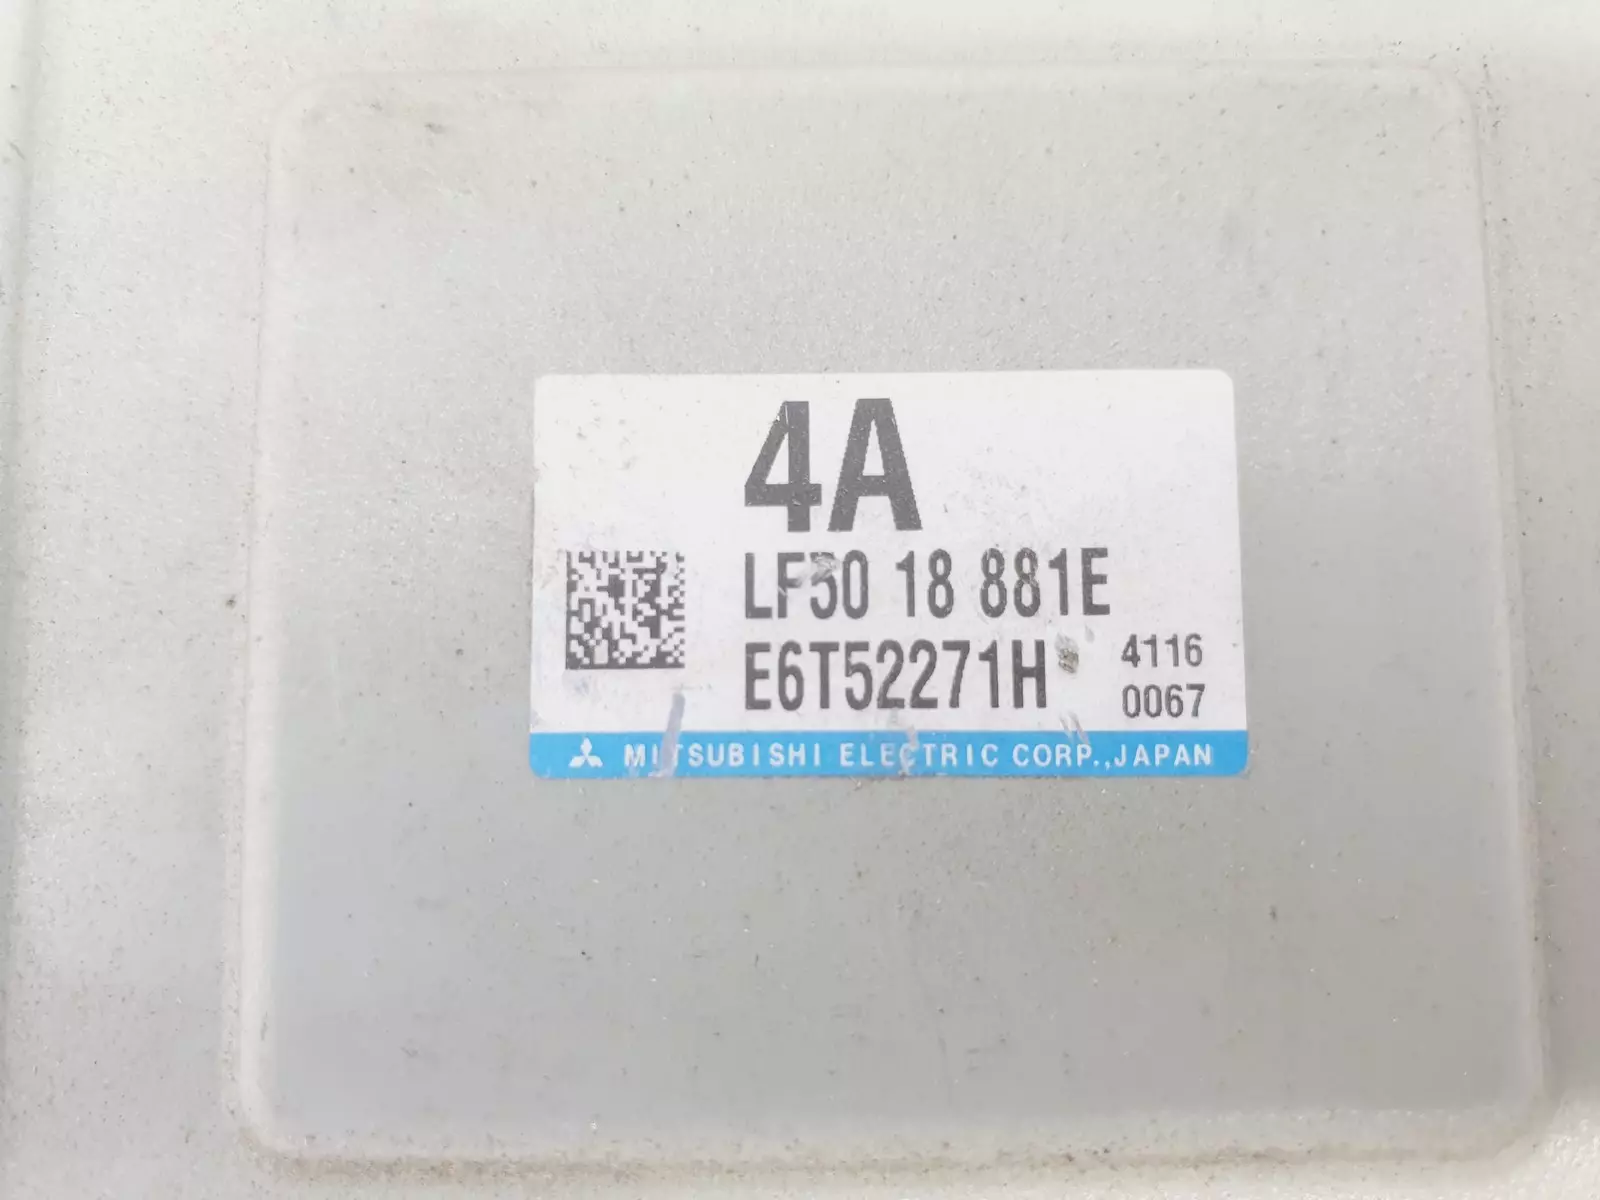 4A
LF50 18 881E
E6T52271H
4116
0067
MITSUBISHI ELECTRIC CORP.,JAPAN